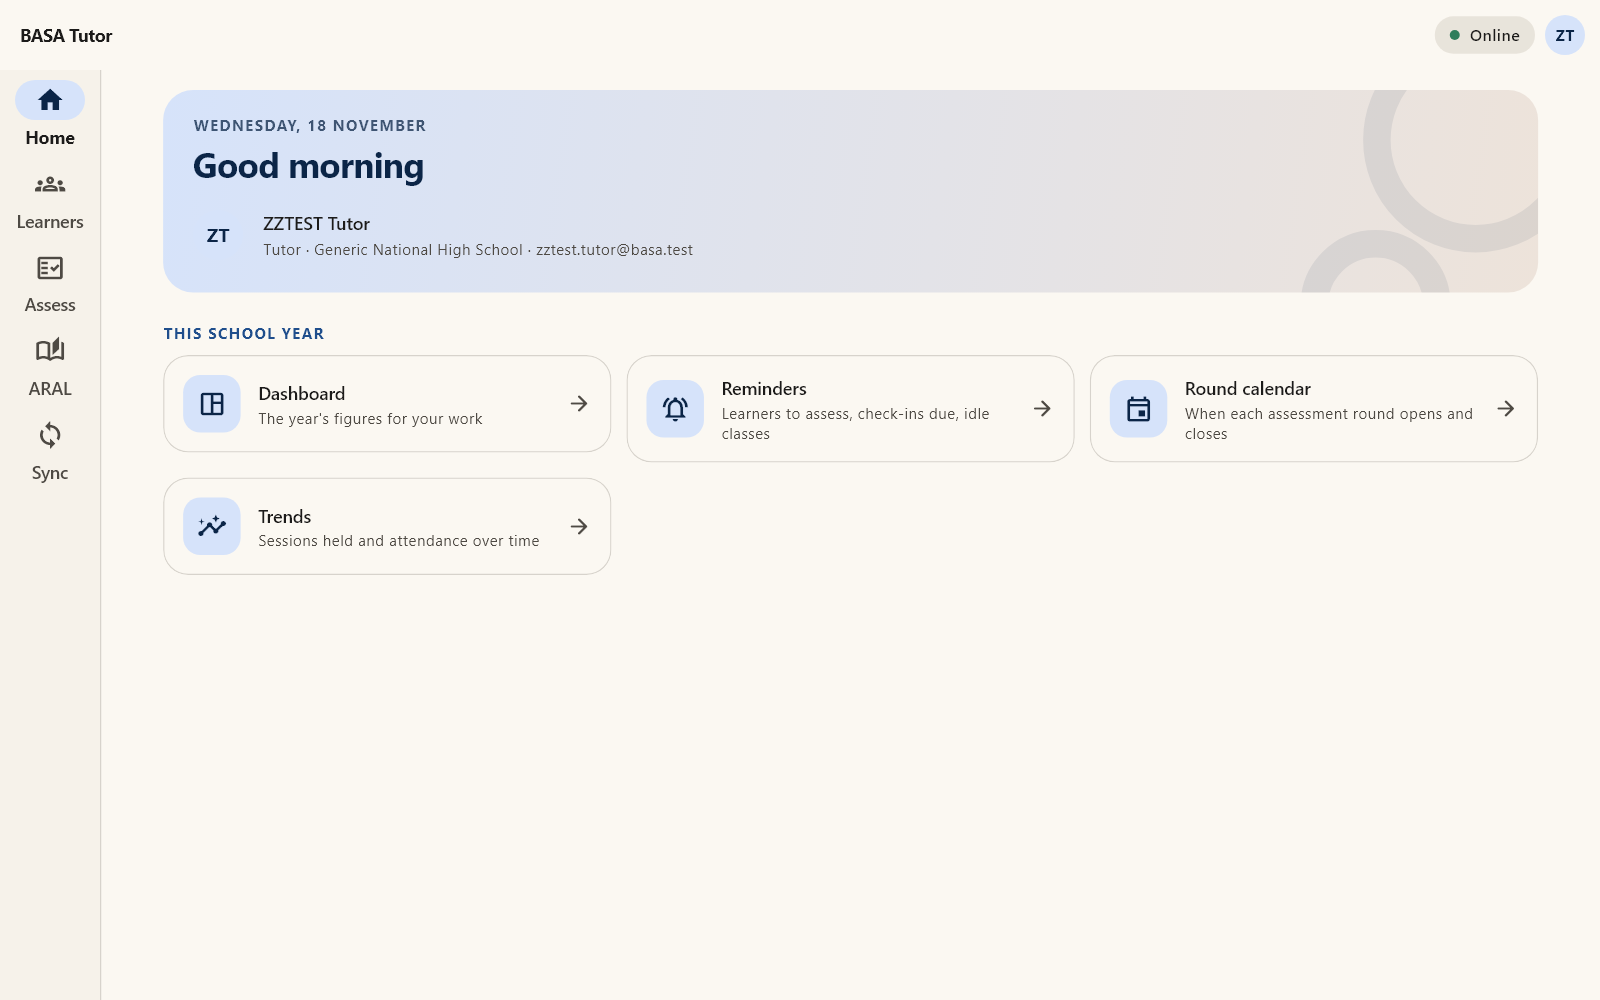 BASA Tutor
Online
ZT
Home
Learners
Assess
ARAL
Sync
WEDNESDAY, 18 NOVEMBER
Good morning
ZT
ZZTEST Tutor
Tutor · Generic National High School · zztest.tutor@basa.test
THIS SCHOOL YEAR
Dashboard
The year's figures for your work
Reminders
Learners to assess, check-ins due, idle
classes
Round calendar
When each assessment round opens and
closes
Trends
Sessions held and attendance over time